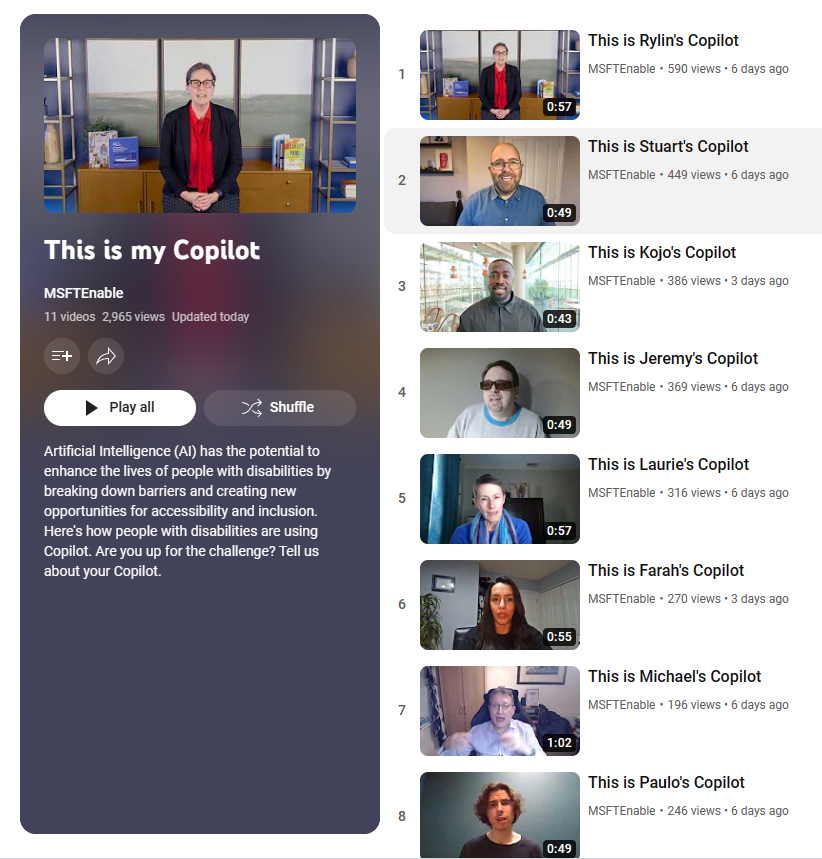 This is my Copilot
MSFTEnable
11 videos 2,965 views Updated today
Play all
Shuffle
Artificial Intelligence (AI) has the potential to
enhance the lives of people with disabilities by
breaking down barriers and creating new
opportunities for accessibility and inclusion.
Here's how people with disabilities are using
Copilot. Are you up for the challenge? Tell us
about your Copilot.
1
0:57
This is Rylin's Copilot
MSFTEnable • 590 views • 6 days ago
2
0:49
This is Stuart's Copilot
MSFTEnable • 449 views • 6 days ago
3
0:43
This is Kojo's Copilot
MSFTEnable • 386 views • 3 days ago
4
0:49
This is Jeremy's Copilot
MSFTEnable • 369 views • 6 days ago
5
0:57
This is Laurie's Copilot
MSFTEnable • 316 views • 6 days ago
6
0:55
This is Farah's Copilot
MSFTEnable • 270 views • 3 days ago
7
1:02
This is Michael's Copilot
MSFTEnable • 196 views • 6 days ago
8
0:49
This is Paulo's Copilot
MSFTEnable • 246 views • 6 days ago